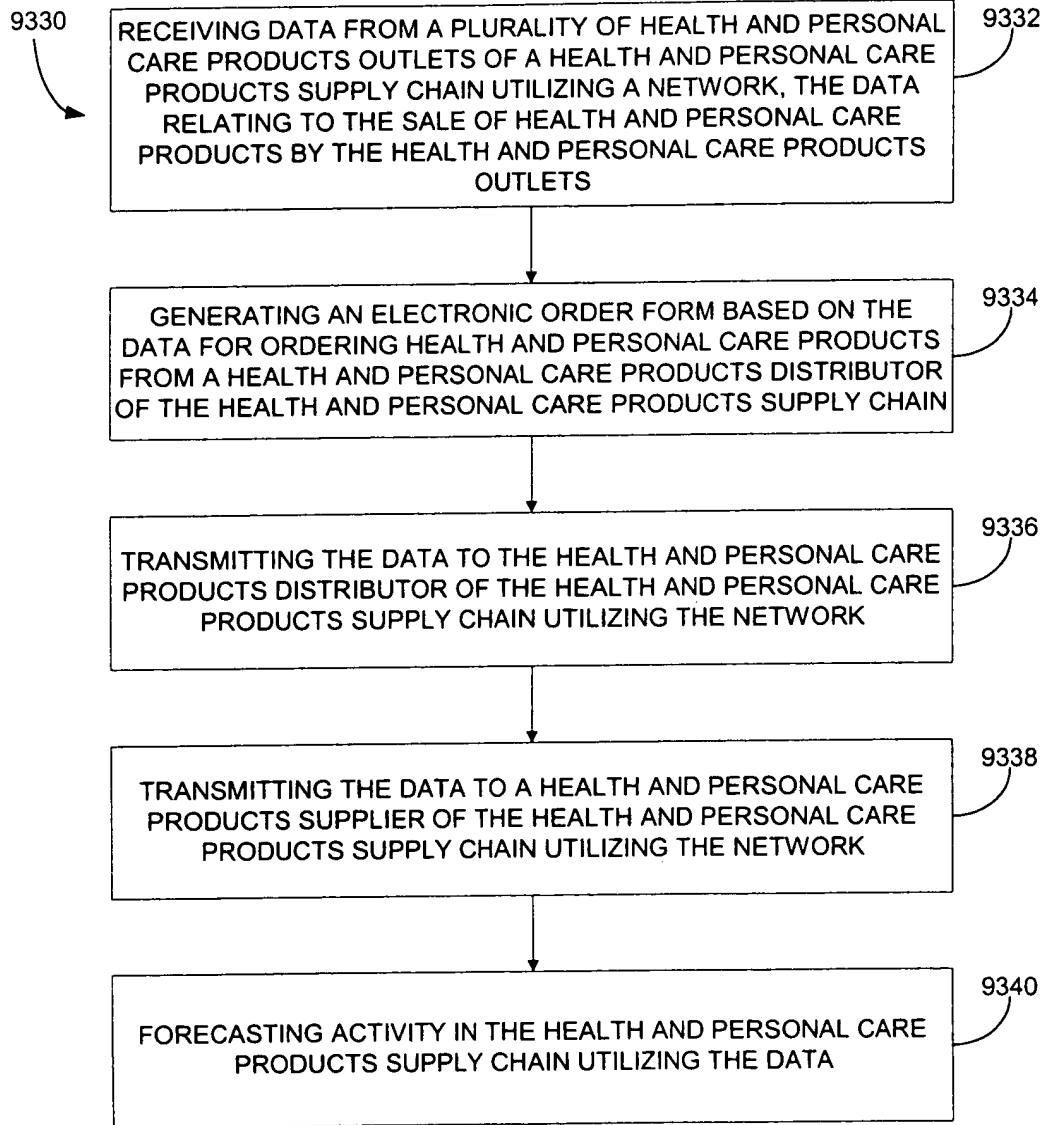 9330
RECEIVING DATA FROM A PLURALITY OF HEALTH AND PERSONAL
CARE PRODUCTS OUTLETS OF A HEALTH AND PERSONAL CARE
PRODUCTS SUPPLY CHAIN UTILIZING A NETWORK, THE DATA
RELATING TO THE SALE OF HEALTH AND PERSONAL CARE
PRODUCTS BY THE HEALTH AND PERSONAL CARE PRODUCTS
OUTLETS
9332
GENERATING AN ELECTRONIC ORDER FORM BASED ON THE
DATA FOR ORDERING HEALTH AND PERSONAL CARE PRODUCTS
FROM A HEALTH AND PERSONAL CARE PRODUCTS DISTRIBUTOR
OF THE HEALTH AND PERSONAL CARE PRODUCTS SUPPLY CHAIN
9334
TRANSMITTING THE DATA TO THE HEALTH AND PERSONAL CARE
PRODUCTS DISTRIBUTOR OF THE HEALTH AND PERSONAL CARE
PRODUCTS SUPPLY CHAIN UTILIZING THE NETWORK
9336
TRANSMITTING THE DATA TO A HEALTH AND PERSONAL CARE
PRODUCTS SUPPLIER OF THE HEALTH AND PERSONAL CARE
PRODUCTS SUPPLY CHAIN UTILIZING THE NETWORK
9338
FORECASTING ACTIVITY IN THE HEALTH AND PERSONAL CARE
PRODUCTS SUPPLY CHAIN UTILIZING THE DATA
9340